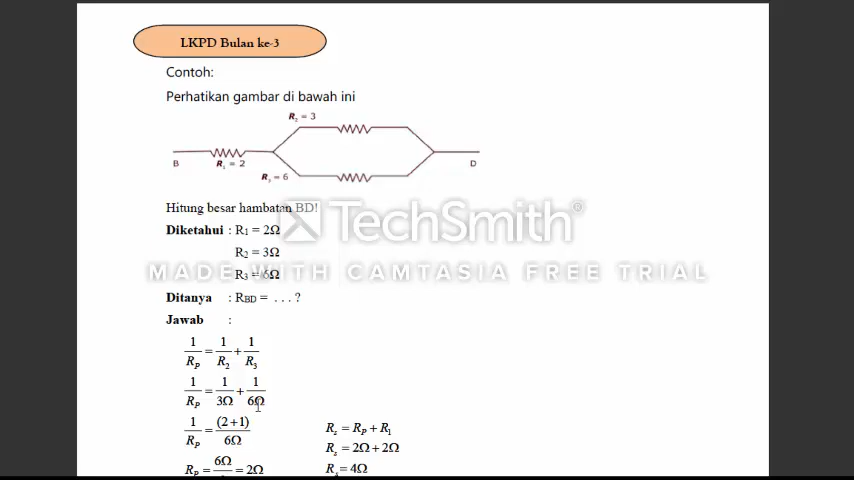 LKPD Bulan ke-3
Contoh:
Perhatikan gambar di bawah ini
R₂ = 3
B
R₁ = 2
D
R₃ = 6
Hitung besar hambatan BD!
TechSmith®
Diketahui : R1 = 2Ω
R2 = 3Ω
MADE WITH CAMTASIA FREE TRIAL
R3 = 6Ω
Ditanya : RBD = . . . ?
Jawab :
1/R_P = 1/R₂ + 1/R₃
1/R_P = 1/3Ω + 1/6Ω
1/R_P = (2+1)/6Ω
R_s = R_P + R₁
R_s = 2Ω + 2Ω
R_P = 6Ω/ = 2Ω
R_s = 4Ω